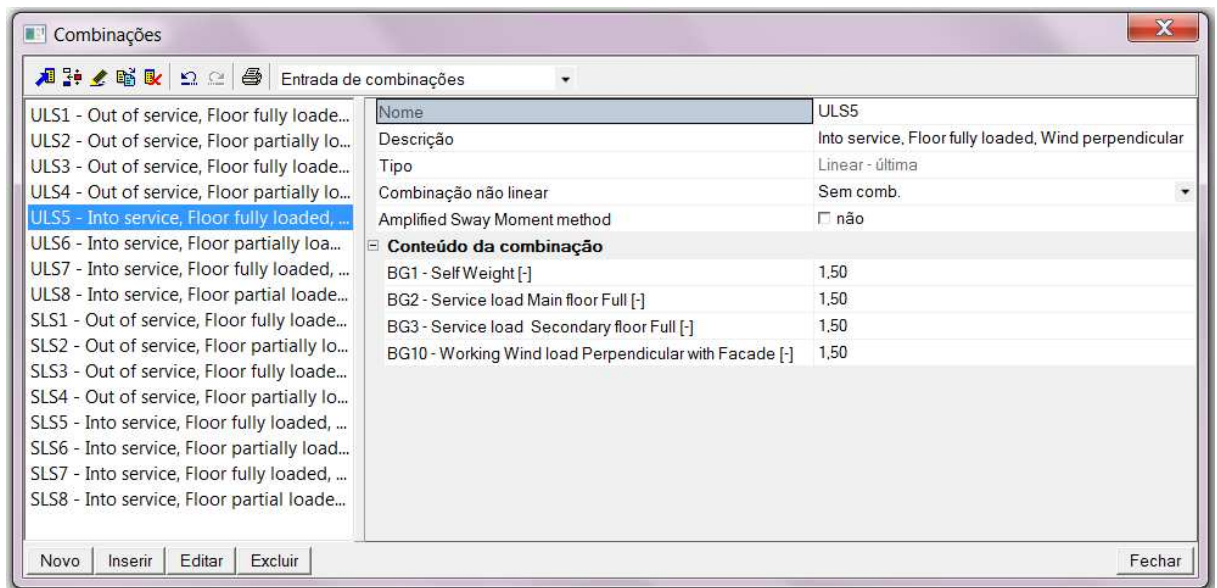 Combinações
Entrada de combinações
ULS1 - Out of service, Floor fully loade...
ULS2 - Out of service, Floor partially lo...
ULS3 - Out of service, Floor fully loade...
ULS4 - Out of service, Floor partially lo...
ULS5 - Into service, Floor fully loaded, ...
ULS6 - Into service, Floor partially loa...
ULS7 - Into service, Floor fully loaded, ...
ULS8 - Into service, Floor partial loade...
SLS1 - Out of service, Floor fully loade...
SLS2 - Out of service, Floor partially lo...
SLS3 - Out of service, Floor fully loade...
SLS4 - Out of service, Floor partially lo...
SLS5 - Into service, Floor fully loaded, ...
SLS6 - Into service, Floor partially load...
SLS7 - Into service, Floor fully loaded, ...
SLS8 - Into service, Floor partial loade...
Nome ULS5
Descrição Into service, Floor fully loaded, Wind perpendicular
Tipo Linear - última
Combinação não linear Sem comb.
Amplified Sway Moment method não
Conteúdo da combinação
BG1 - Self Weight [-] 1,50
BG2 - Service load Main floor Full [-] 1,50
BG3 - Service load Secondary floor Full [-] 1,50
BG10 - Working Wind load Perpendicular with Facade [-] 1,50
Novo Inserir Editar Excluir Fechar